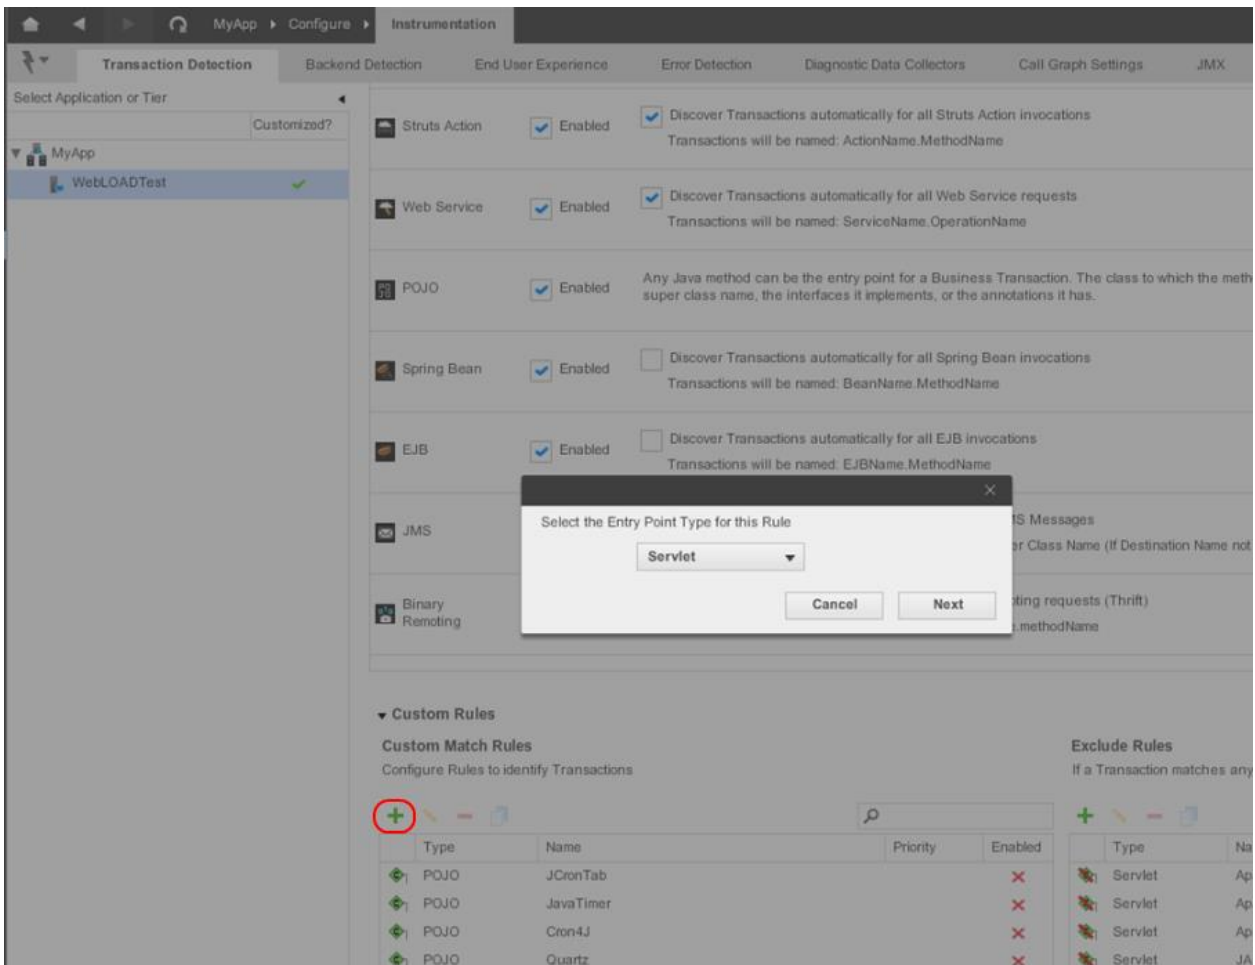 MyApp Configure Instrumentation
Transaction Detection Backend Detection End User Experience Error Detection Diagnostic Data Collectors Call Graph Settings JMX
Select Application or Tier
Customized?
MyApp
WebLOADTest
Struts Action Enabled Discover Transactions automatically for all Struts Action invocations
Transactions will be named: ActionName.MethodName
Web Service Enabled Discover Transactions automatically for all Web Service requests
Transactions will be named: ServiceName.OperationName
POJO Enabled Any Java method can be the entry point for a Business Transaction. The class to which the meth
super class name, the interfaces it implements, or the annotations it has.
Spring Bean Enabled Discover Transactions automatically for all Spring Bean invocations
Transactions will be named: BeanName.MethodName
EJB Enabled Discover Transactions automatically for all EJB invocations
Transactions will be named: EJBName.MethodName
Select the Entry Point Type for this Rule
Servlet
Cancel Next
JMS
MS Messages
or Class Name (If Destination Name not
Binary
Remoting
oting requests (Thrift)
.methodName
Custom Rules
Custom Match Rules
Configure Rules to identify Transactions
Exclude Rules
If a Transaction matches any
Type Name Priority Enabled
POJO JCronTab
POJO JavaTimer
POJO Cron4J
POJO Quartz
Type Na
Servlet Ap
Servlet Ap
Servlet Ap
Servlet JA